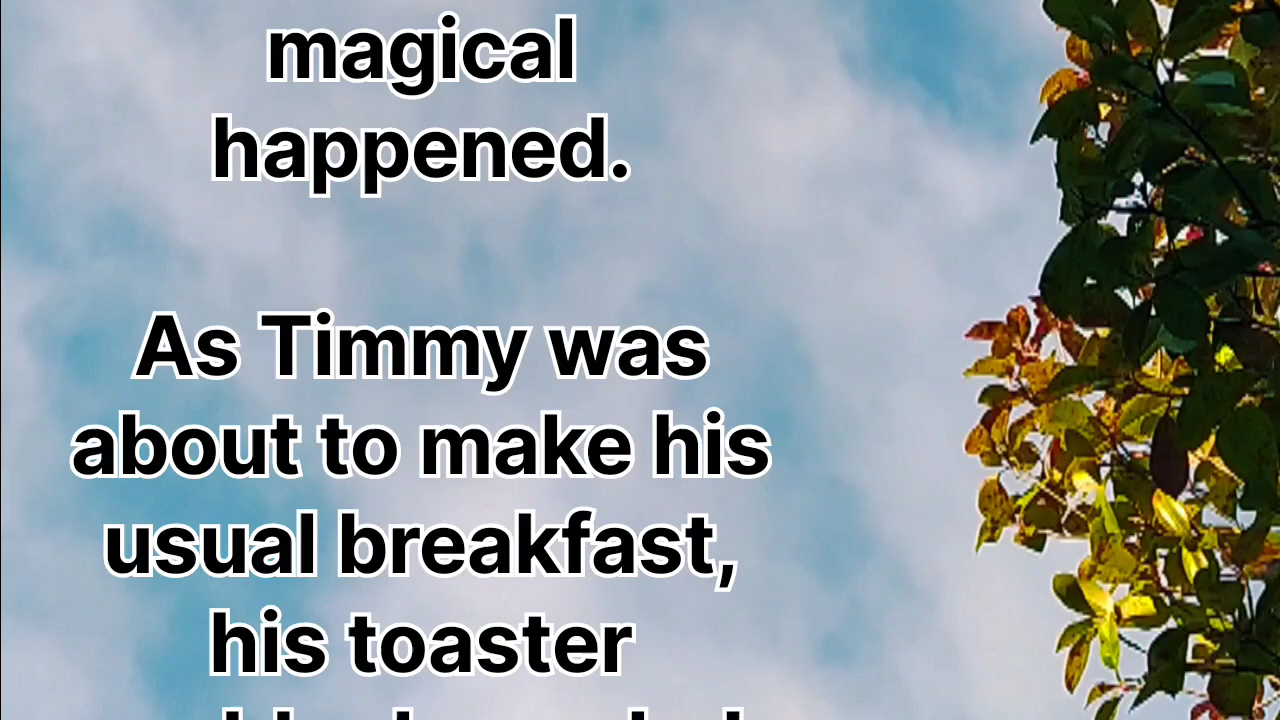 magical
happened.
As Timmy was
about to make his
usual breakfast,
his toaster